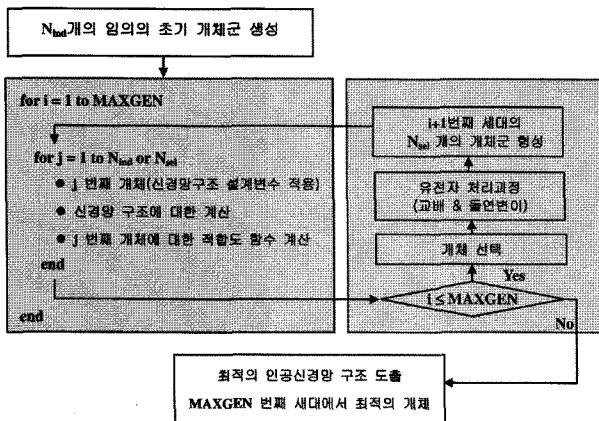 N_ind개의 임의의 초기 개체군 생성
for i = 1 to MAXGEN
for j = 1 to N_ind or N_sel
● j 번째 개체(신경망구조 설계변수 적용)
● 신경망 구조에 대한 계산
● j 번째 개체에 대한 적합도 함수 계산
end
end
i+1번째 세대의
N_sel 개의 개체군 형성
유전자 처리과정
(교배 & 돌연변이)
개체 선택
Yes
i ≤ MAXGEN
No
최적의 인공신경망 구조 도출
MAXGEN 번째 세대에서 최적의 개체